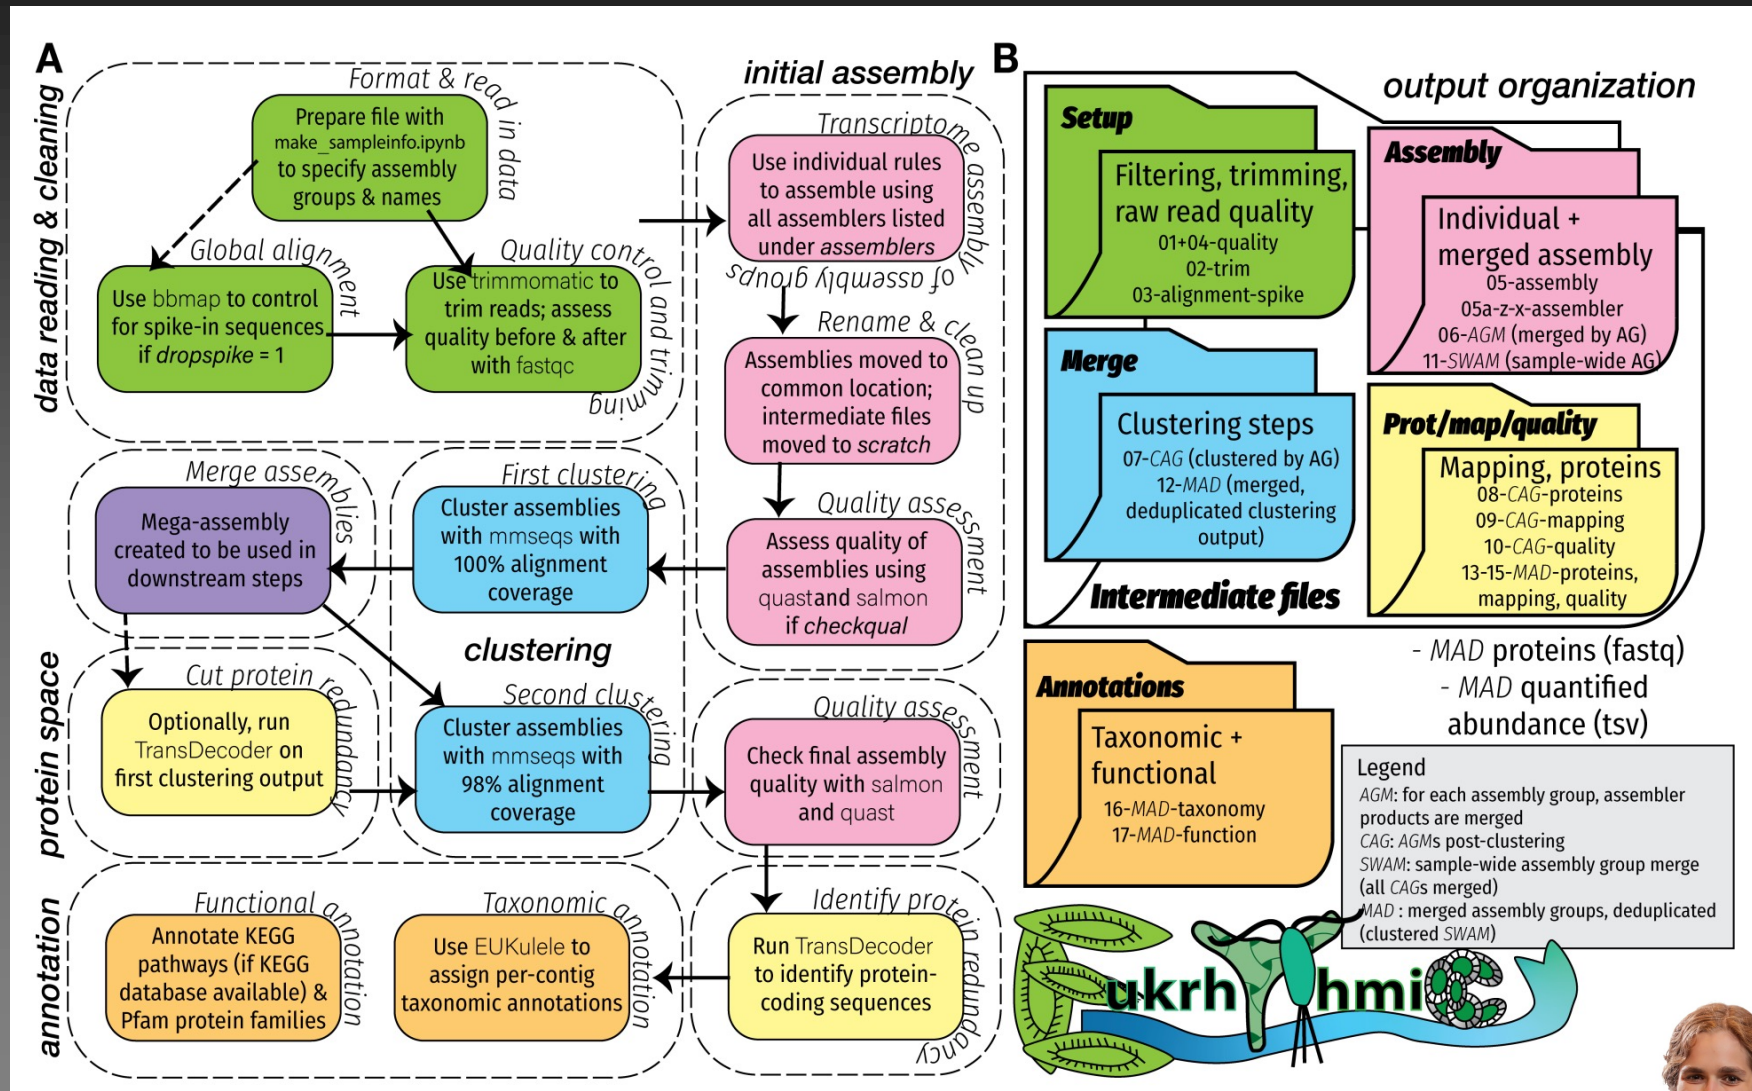 A
data reading & cleaning
Format & read in data
Prepare file with
make_sampleinfo.ipynb
to specify assembly
groups & names
Global alignment
Use bbmap to control
for spike-in sequences
if dropspike = 1
Quality control and trimming
Use trimmomatic to
trim reads; assess
quality before & after
with fastqc
initial assembly
Transcriptome assembly of assembly groups
Use individual rules
to assemble using
all assemblers listed
under assemblers
Rename & clean up
Assemblies moved to
common location;
intermediate files
moved to scratch
Quality assessment
Assess quality of
assemblies using
quastand salmon
if checkqual
First clustering
Cluster assemblies
with mmseqs with
100% alignment
coverage
Merge assemblies
Mega-assembly
created to be used in
downstream steps
clustering
protein space
Cut protein redundancy
Optionally, run
TransDecoder on
first clustering output
Second clustering
Cluster assemblies
with mmseqs with
98% alignment
coverage
Quality assessment
Check final assembly
quality with salmon
and quast
Identify protein redundancy
Run TransDecoder
to identify protein-
coding sequences
annotation
Taxonomic annotation
Use EUKulele to
assign per-contig
taxonomic annotations
Functional annotation
Annotate KEGG
pathways (if KEGG
database available) &
Pfam protein families
B
output organization
Setup
Filtering, trimming,
raw read quality
01+04-quality
02-trim
03-alignment-spike
Assembly
Individual +
merged assembly
05-assembly
05a-z-x-assembler
06-AGM (merged by AG)
11-SWAM (sample-wide AG)
Merge
Clustering steps
07-CAG (clustered by AG)
12-MAD (merged,
deduplicated clustering
output)
Prot/map/quality
Mapping, proteins
08-CAG-proteins
09-CAG-mapping
10-CAG-quality
13-15-MAD-proteins,
mapping, quality
Intermediate files
Annotations
Taxonomic +
functional
16-MAD-taxonomy
17-MAD-function
- MAD proteins (fastq)
- MAD quantified
abundance (tsv)
Legend
AGM: for each assembly group, assembler
products are merged
CAG: AGMs post-clustering
SWAM: sample-wide assembly group merge
(all CAGs merged)
MAD : merged assembly groups, deduplicated
(clustered SWAM)
EukrhYthmiC